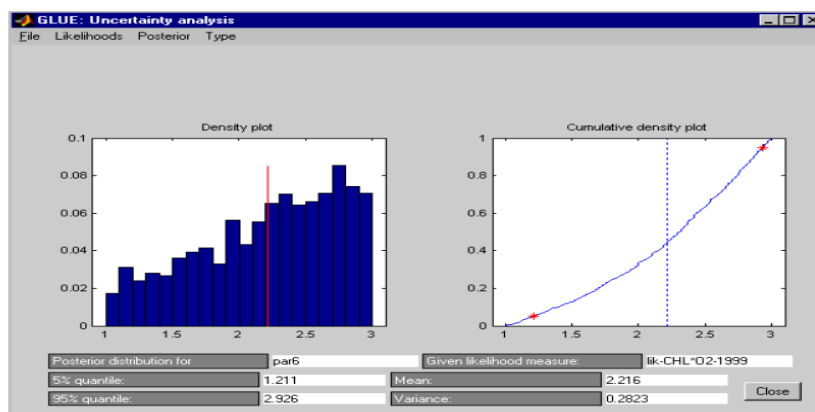 GLUE: Uncertainty analysis
File Likelihoods Posterior Type
Density plot Cumulative density plot
0.1 1
0.08 0.8
0.06 0.6
0.04 0.4
0.02 0.2
0 0
1 1.5 2 2.5 3 1 1.5 2 2.5 3
Posterior distribution for par6 Given likelihood measure: lik-CHL*O2-1999
5% quantile: 1.211 Mean: 2.216
95% quantile: 2.926 Variance: 0.2823 Close